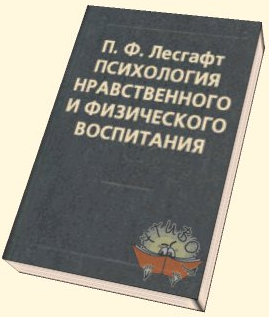 П. Ф. Лесгафт
ПСИХОЛОГИЯ
НРАВСТВЕННОГО
И ФИЗИЧЕСКОГО
ВОСПИТАНИЯ